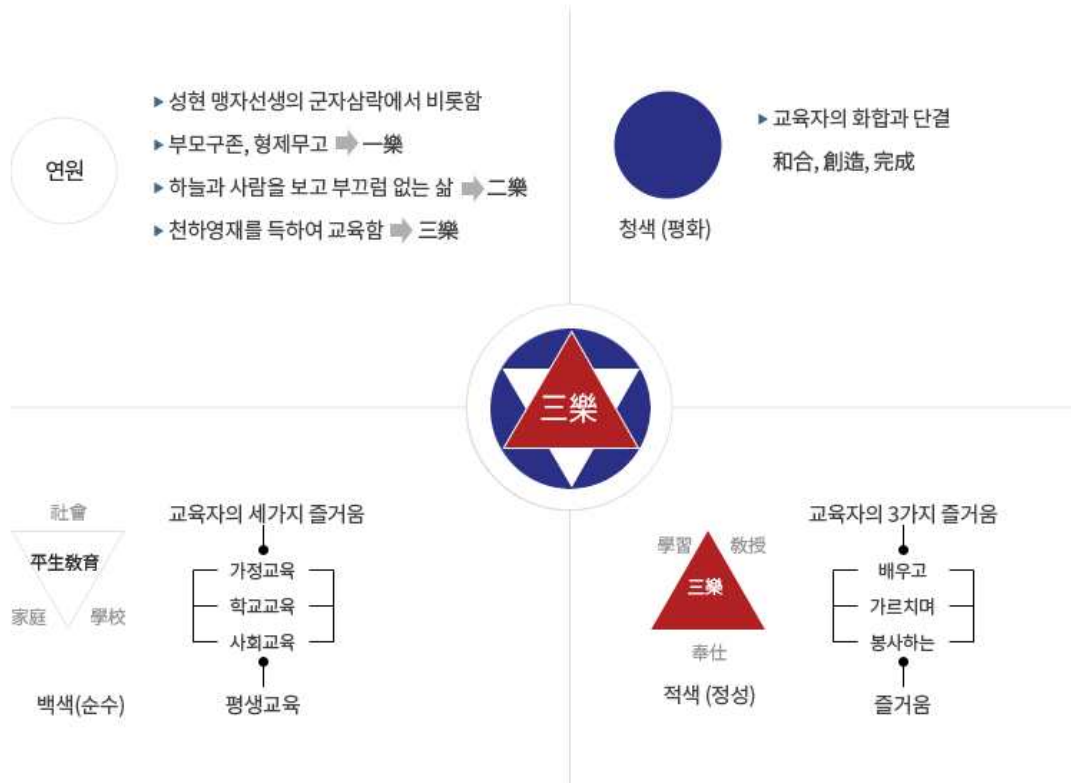 연원
▶ 성현 맹자선생의 군자삼락에서 비롯함
▶ 부모구존, 형제무고 ➡ 一樂
▶ 하늘과 사람을 보고 부끄럼 없는 삶 ➡ 二樂
▶ 천하영재를 득하여 교육함 ➡ 三樂
▶ 교육자의 화합과 단결
和合, 創造, 完成
청색 (평화)
三樂
社會
平生敎育
家庭 學校
백색(순수)
교육자의 세가지 즐거움
가정교육
학교교육
사회교육
평생교육
學習 敎授
三樂
奉仕
적색 (정성)
교육자의 3가지 즐거움
배우고
가르치며
봉사하는
즐거움